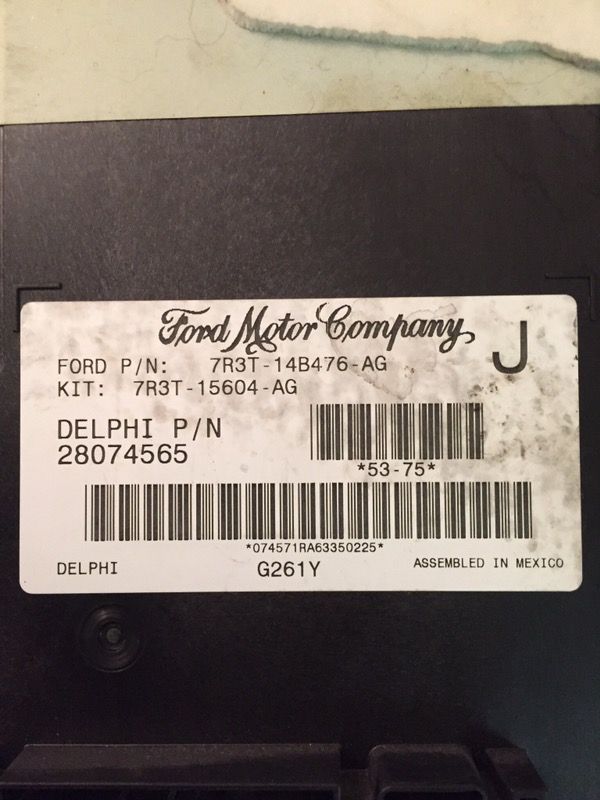 Ford Motor Company
J
FORD P/N: 7R3T-14B476-AG
KIT: 7R3T-15604-AG
DELPHI P/N
28074565
*53-75*
*074571RA63350225*
DELPHI G261Y ASSEMBLED IN MEXICO